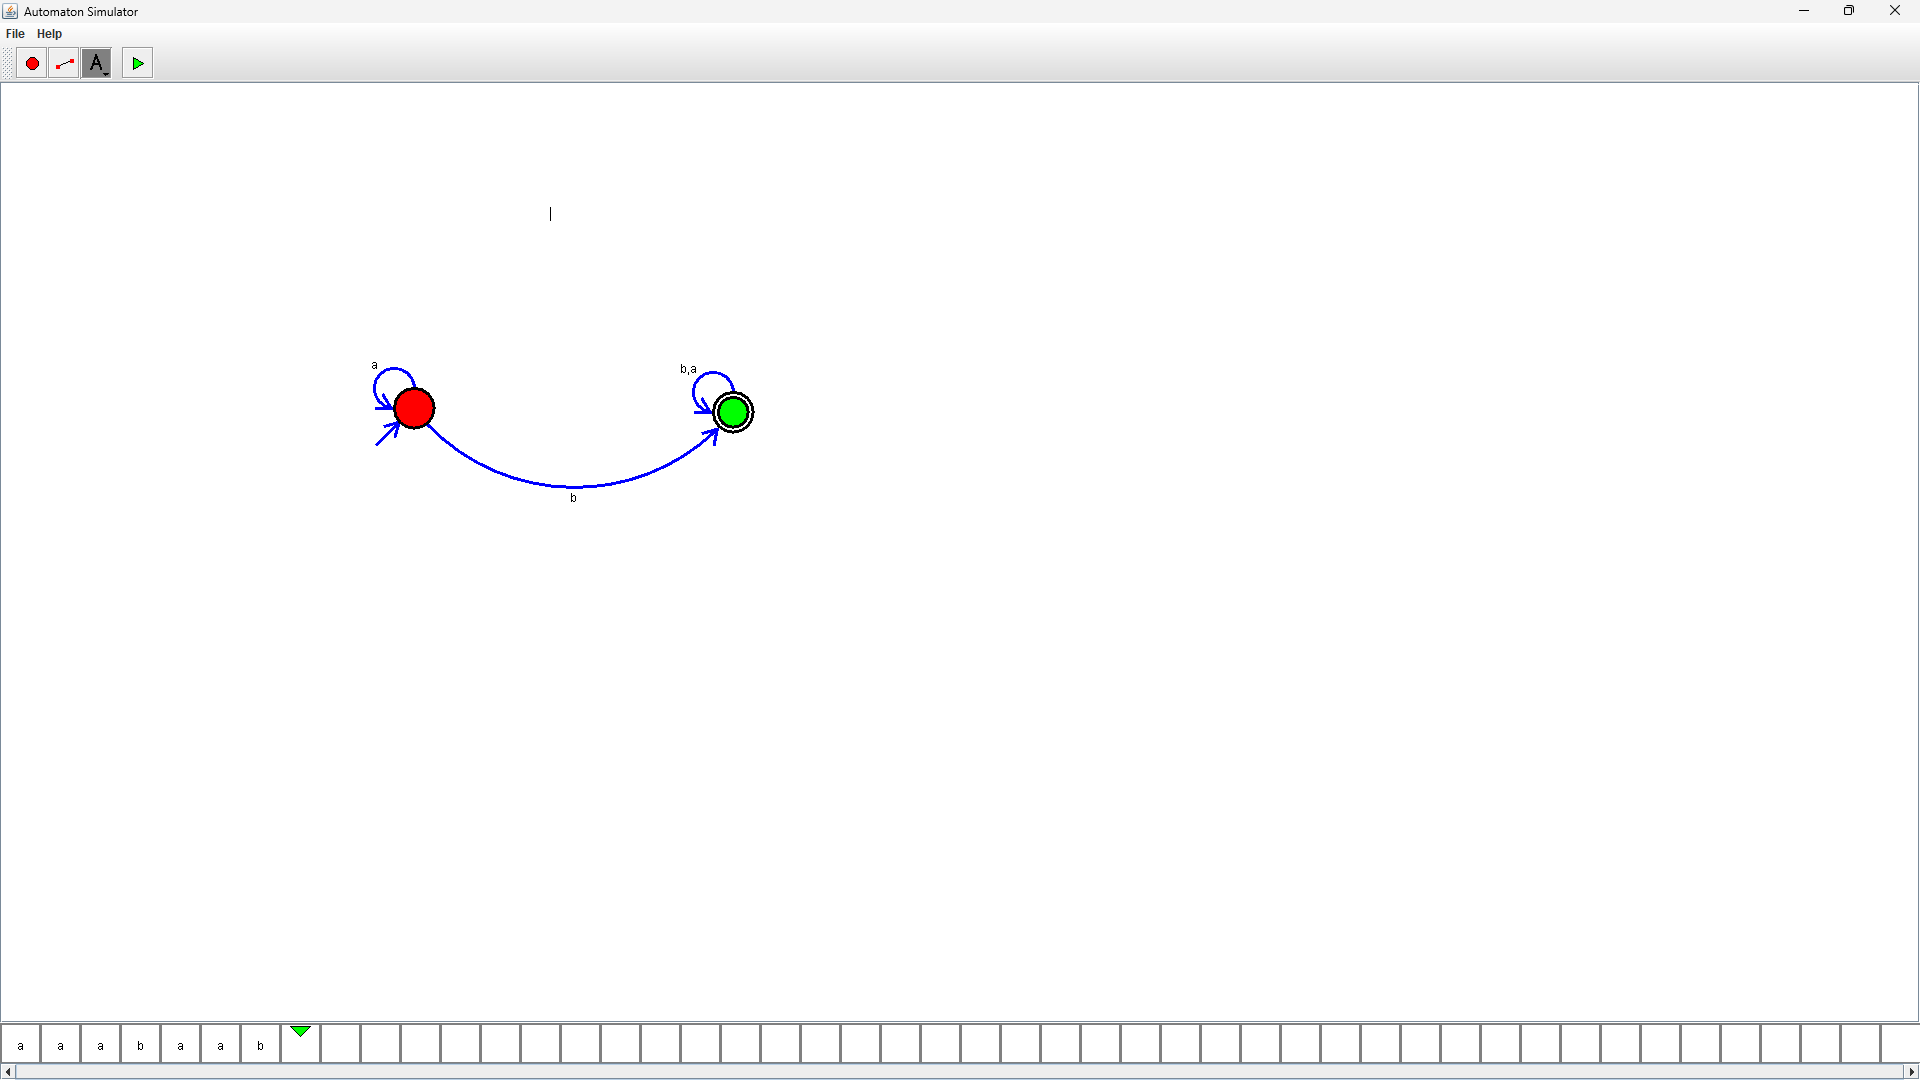 Automaton Simulator
File Help
A
a
b,a
b
a a a b a a b